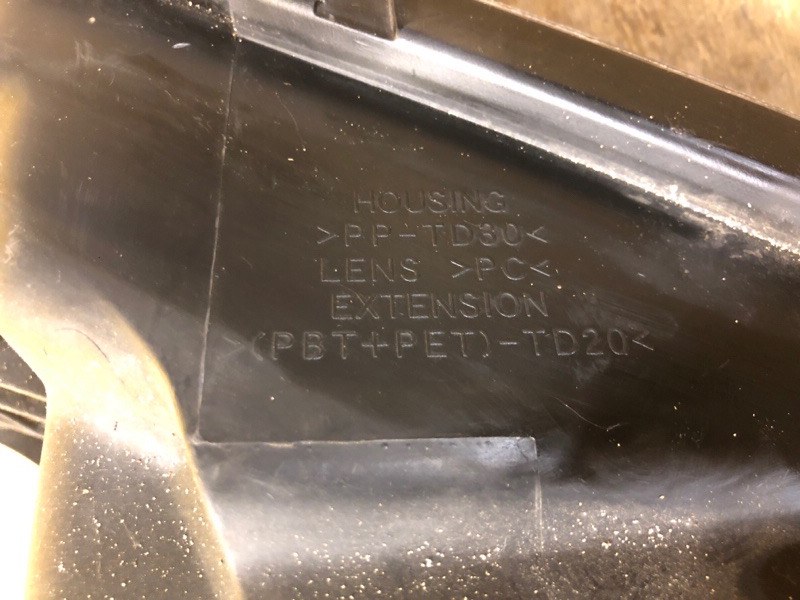 HOUSING
>PP-TD30<
LENS >PC<
EXTENSION
>(PBT+PET)-TD20<